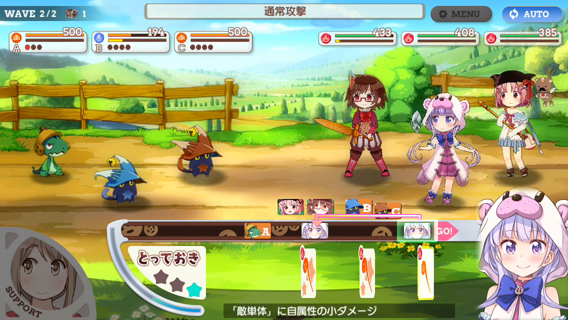 WAVE 2/2 1
通常攻撃
MENU
AUTO
500
194
500
433
408
385
A
B
C
C
A
GO!
とっておき
SUPPORT
「敵単体」に自属性の小ダメージ